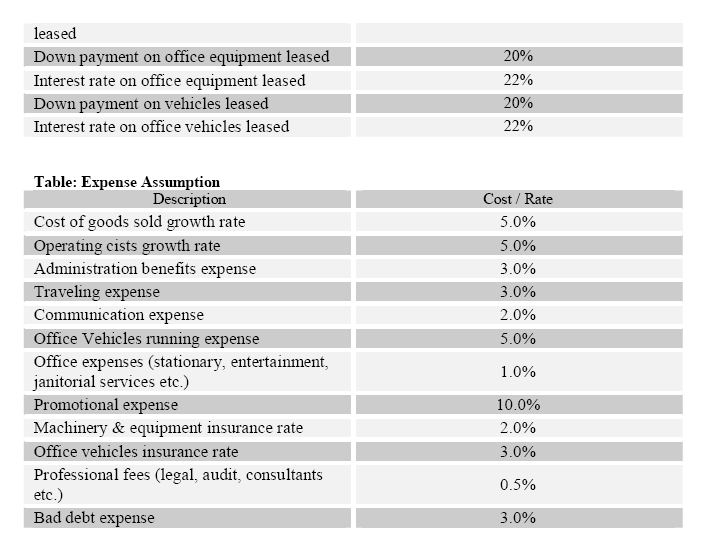 leased
Down payment on office equipment leased 20%
Interest rate on office equipment leased 22%
Down payment on vehicles leased 20%
Interest rate on office vehicles leased 22%
Table: Expense Assumption
Description Cost / Rate
Cost of goods sold growth rate 5.0%
Operating cists growth rate 5.0%
Administration benefits expense 3.0%
Traveling expense 3.0%
Communication expense 2.0%
Office Vehicles running expense 5.0%
Office expenses (stationary, entertainment,
janitorial services etc.) 1.0%
Promotional expense 10.0%
Machinery & equipment insurance rate 2.0%
Office vehicles insurance rate 3.0%
Professional fees (legal, audit, consultants
etc.) 0.5%
Bad debt expense 3.0%